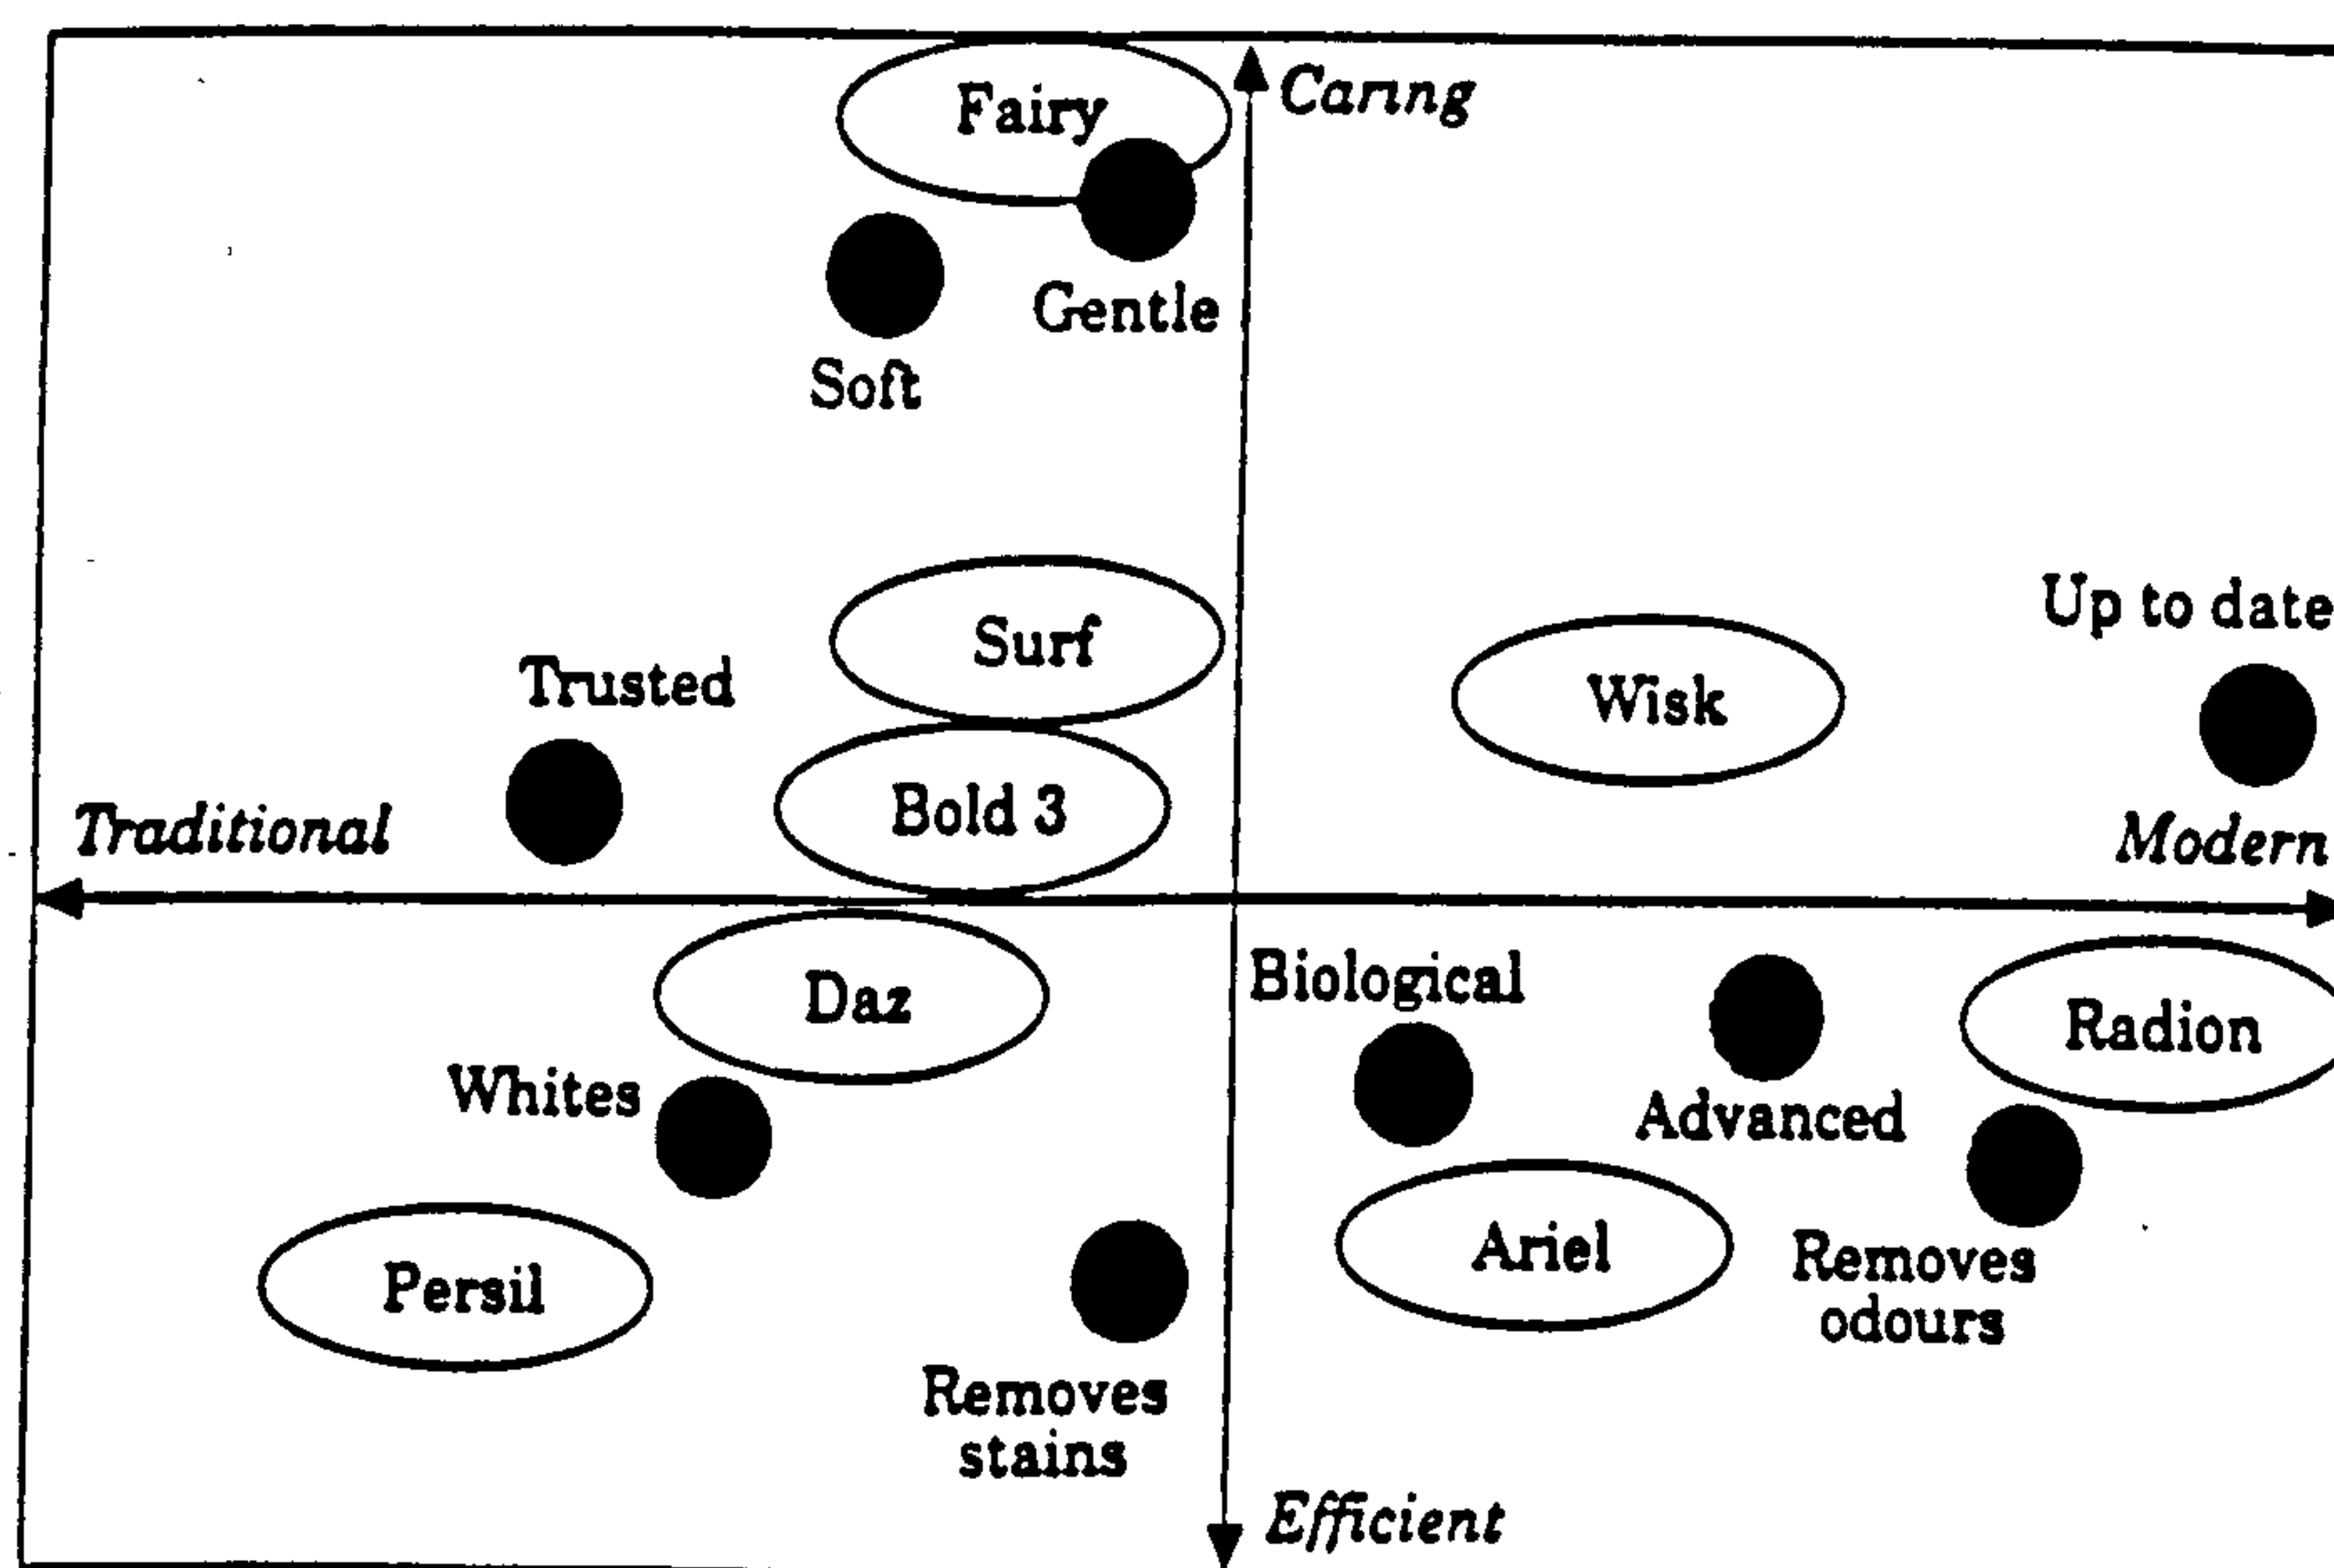 Fairy
Caring
Gentle
Soft
Up to date
Surf
Trusted
Wisk
Bold 3
Traditional
Modern
Biological
Daz
Radion
Whites
Advanced
Ariel
Removes
odours
Persil
Removes
stains
Efficient